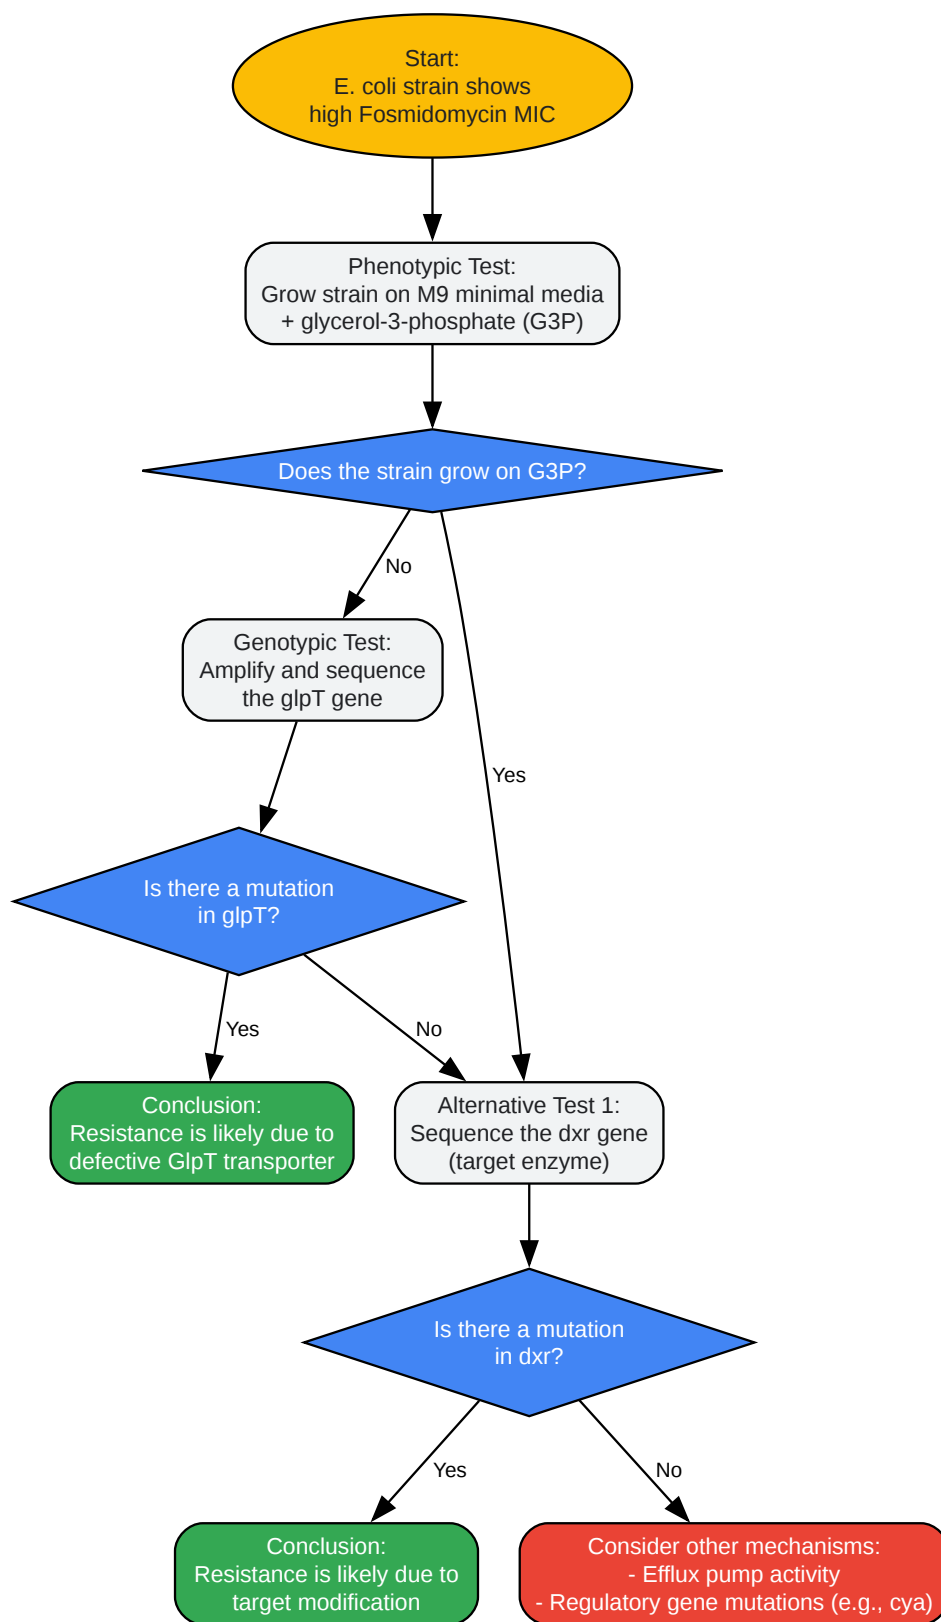 Start:
E. coli strain shows
high Fosmidomycin MIC
Phenotypic Test:
Grow strain on M9 minimal media
+ glycerol-3-phosphate (G3P)
Does the strain grow on G3P?
No
Genotypic Test:
Amplify and sequence
the glpT gene
Yes
Is there a mutation
in glpT?
Yes
No
Conclusion:
Resistance is likely due to
defective GlpT transporter
Alternative Test 1:
Sequence the dxr gene
(target enzyme)
Is there a mutation
in dxr?
Yes
No
Conclusion:
Resistance is likely due to
target modification
Consider other mechanisms:
- Efflux pump activity
- Regulatory gene mutations (e.g., cya)